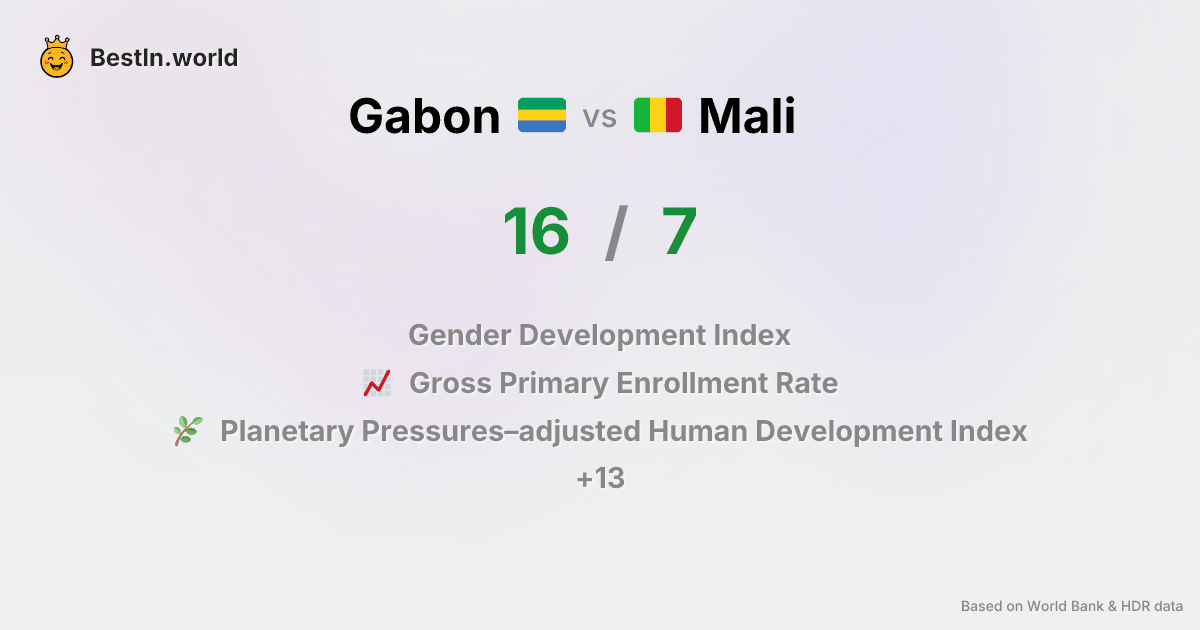 BestIn.world
Gabon vs Mali
16 / 7
Gender Development Index
Gross Primary Enrollment Rate
Planetary Pressures–adjusted Human Development Index
+13
Based on World Bank & HDR data